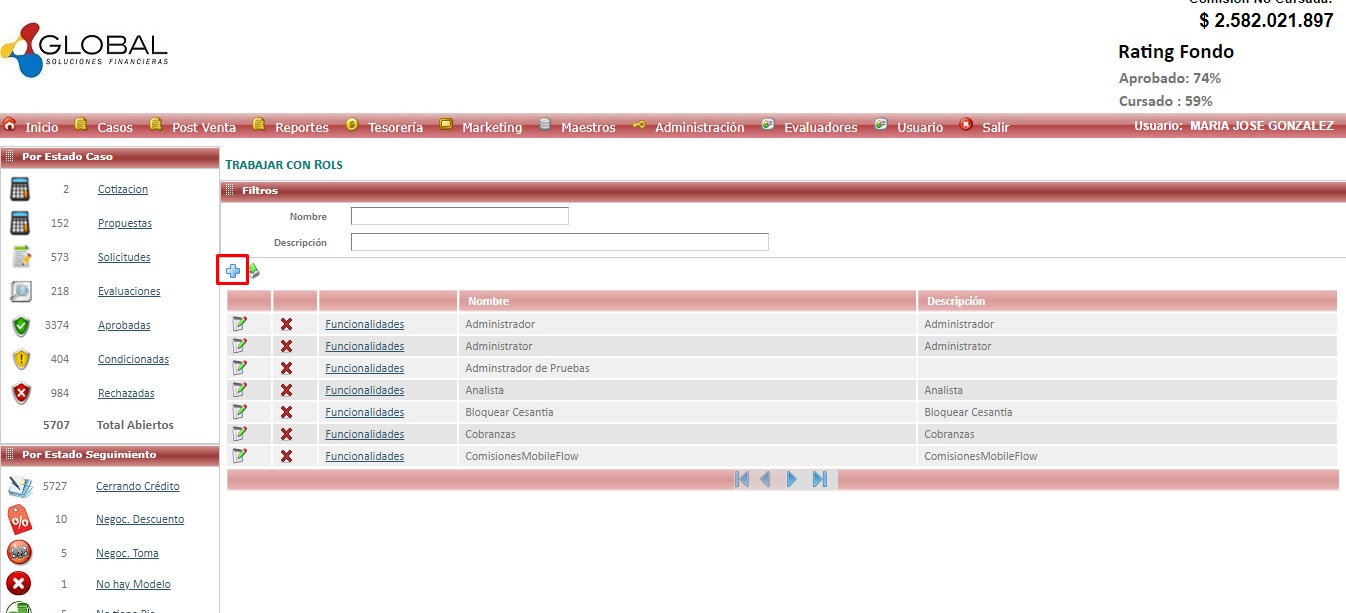 Comisión No Cursada:
$ 2.582.021.897
GLOBAL
SOLUCIONES FINANCIERAS
Rating Fondo
Aprobado: 74%
Cursado : 59%
Inicio Casos Post Venta Reportes Tesorería Marketing Maestros Administración Evaluadores Usuario Salir Usuario: MARIA JOSE GONZALEZ
Por Estado Caso
2 Cotizacion
152 Propuestas
573 Solicitudes
218 Evaluaciones
3374 Aprobadas
404 Condicionadas
984 Rechazadas
5707 Total Abiertos
Por Estado Seguimiento
5727 Cerrando Crédito
10 Negoc. Descuento
5 Negoc. Toma
1 No hay Modelo
TRABAJAR CON ROLS
Filtros
Nombre
Descripción
Nombre Descripción
Funcionalidades Administrador Administrador
Funcionalidades Administrator Administrator
Funcionalidades Adminstrador de Pruebas
Funcionalidades Analista Analista
Funcionalidades Bloquear Cesantia Bloquear Cesantia
Funcionalidades Cobranzas Cobranzas
Funcionalidades ComisionesMobileFlow ComisionesMobileFlow